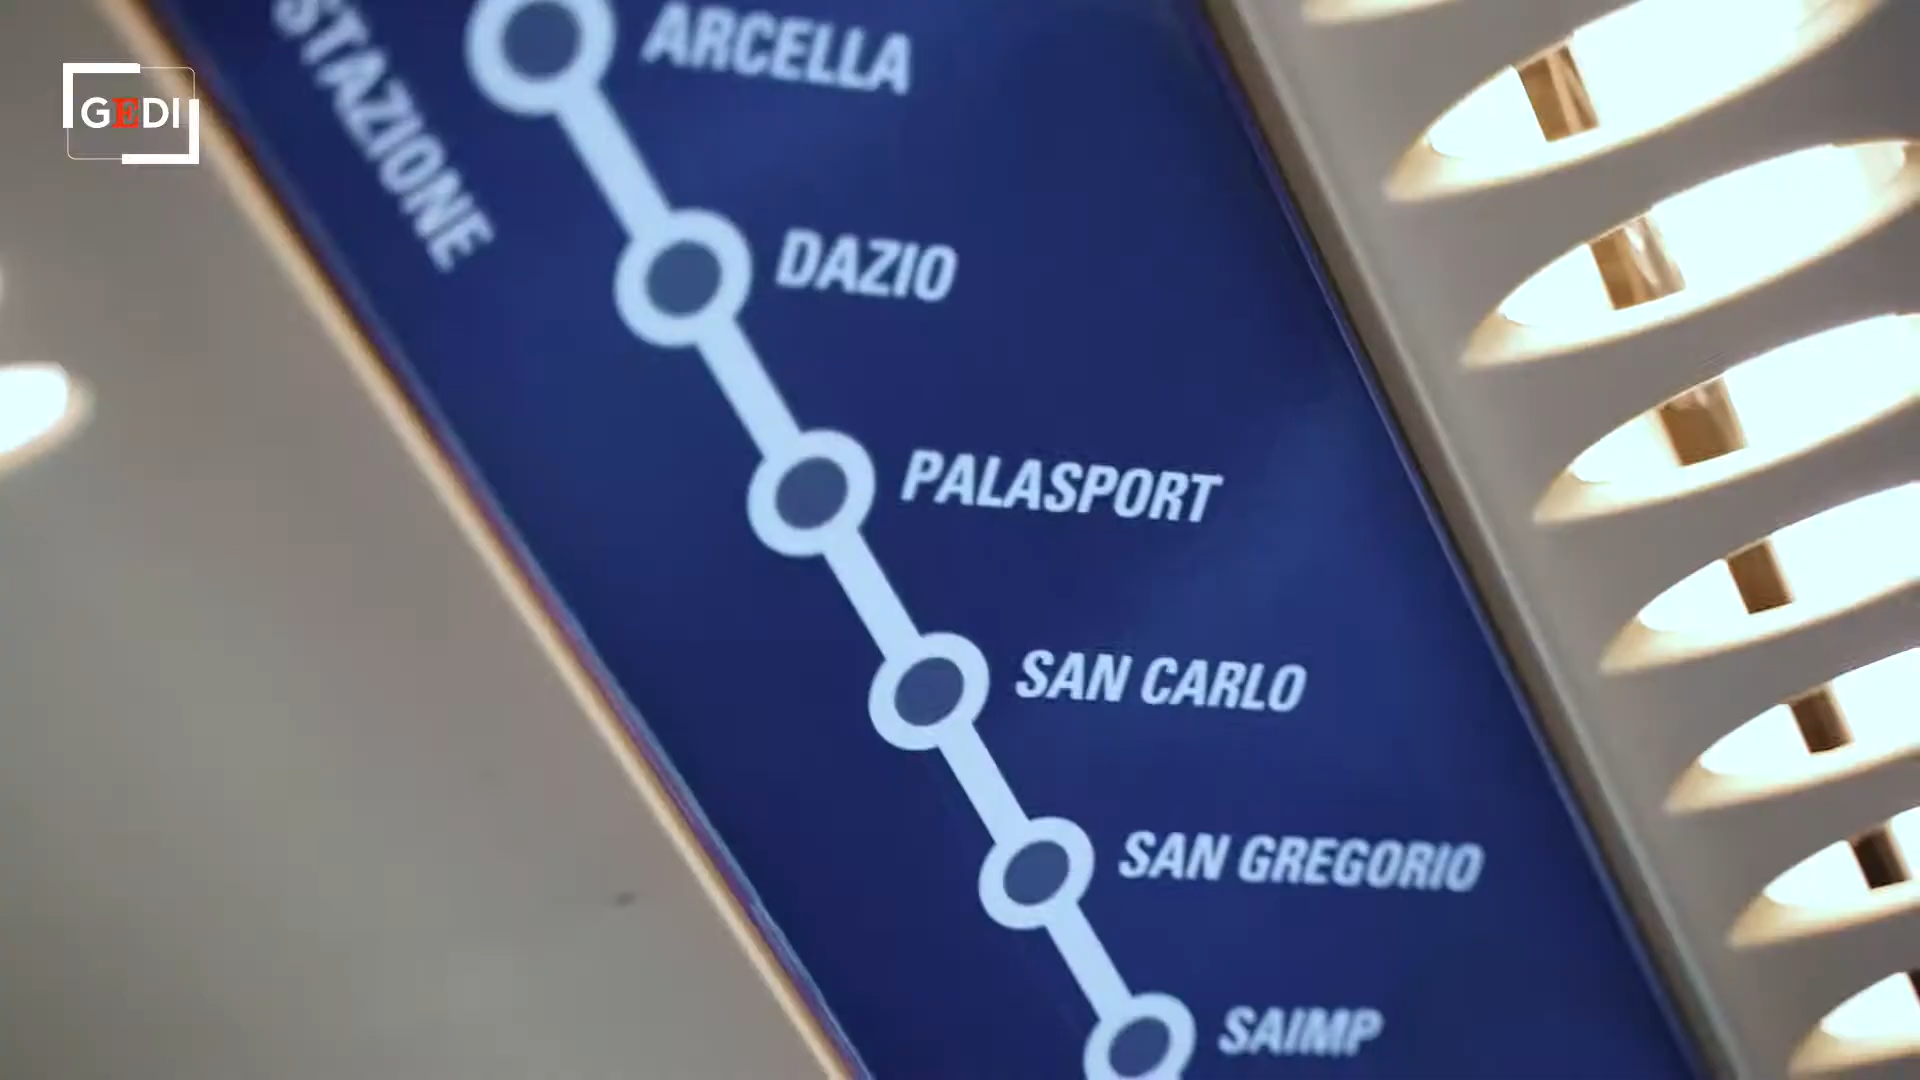 GEDI
STAZIONE
ARCELLA
DAZIO
PALASPORT
SAN CARLO
SAN GREGORIO
SAIMP